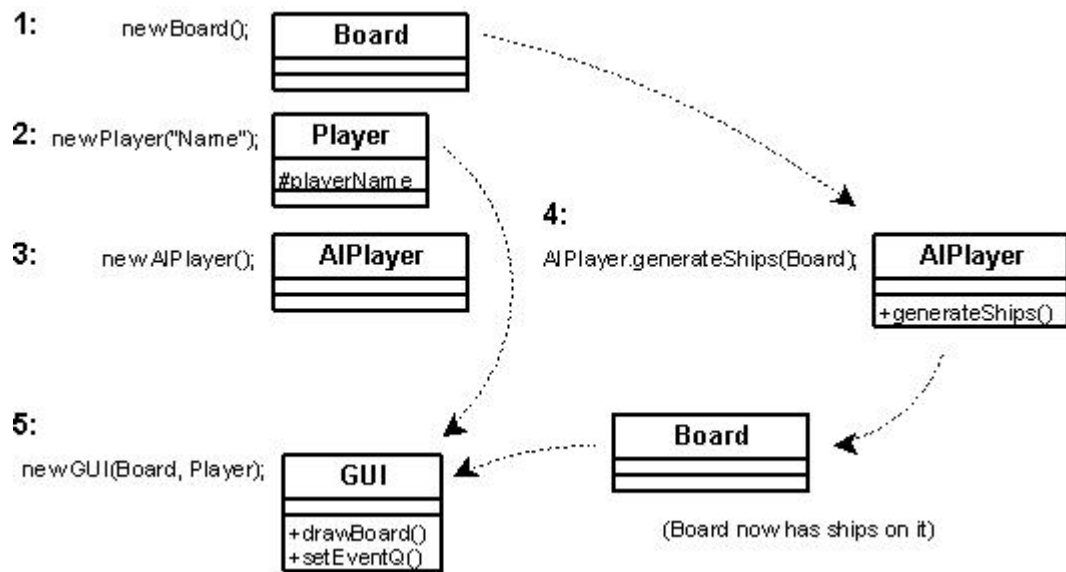 1:
newBoard();
Board
2:
newPlayer("Name");
Player
#playerName
3:
newAIPlayer();
AIPlayer
4:
AIPlayer.generateShips(Board);
AIPlayer
+generateShips()
5:
newGUI(Board, Player);
GUI
+drawBoard()
+setEventQ()
Board
(Board now has ships on it)